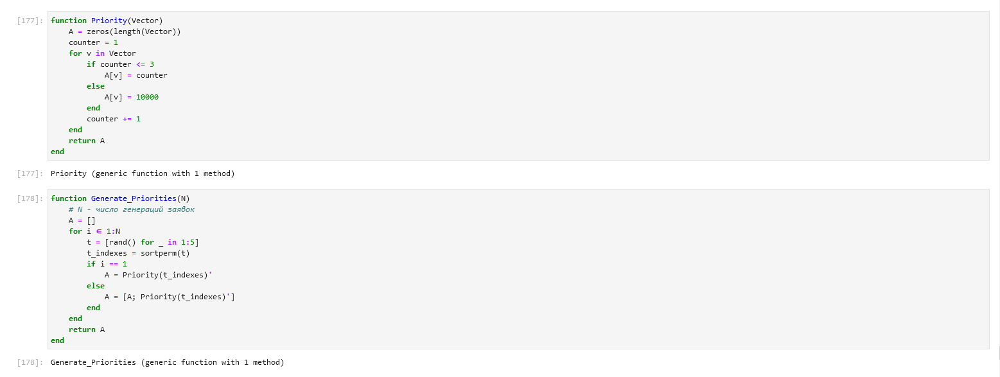 [177]: function Priority(Vector)
    A = zeros(length(Vector))
    counter = 1
    for v in Vector
        if counter <= 3
            A[v] = counter
        else
            A[v] = 10000
        end
        counter += 1
    end
    return A
end
[177]: Priority (generic function with 1 method)
[178]: function Generate_Priorities(N)
    # N - число генераций заявок
    A = []
    for i ∈ 1:N
        t = [rand() for _ in 1:5]
        t_indexes = sortperm(t)
        if i == 1
            A = Priority(t_indexes)'
        else
            A = [A; Priority(t_indexes)']
        end
    end
    return A
end
[178]: Generate_Priorities (generic function with 1 method)